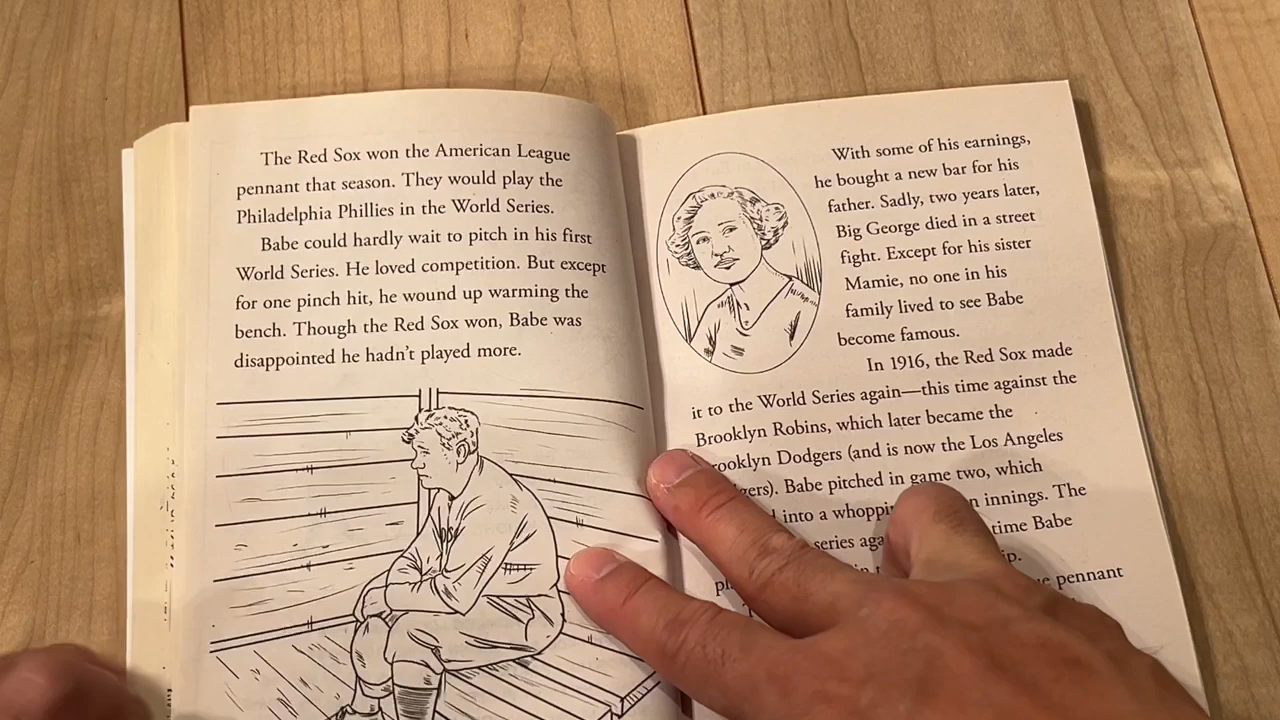 The Red Sox won the American League
pennant that season. They would play the
Philadelphia Phillies in the World Series.
Babe could hardly wait to pitch in his first
World Series. He loved competition. But except
for one pinch hit, he wound up warming the
bench. Though the Red Sox won, Babe was
disappointed he hadn't played more.
With some of his earnings,
he bought a new bar for his
father. Sadly, two years later,
Big George died in a street
fight. Except for his sister
Mamie, no one in his
family lived to see Babe
become famous.
In 1916, the Red Sox made
it to the World Series again—this time against the
Brooklyn Robins, which later became the
Brooklyn Dodgers (and is now the Los Angeles
Babe pitched in game two, which
into a innings. The
series time Babe
pennant